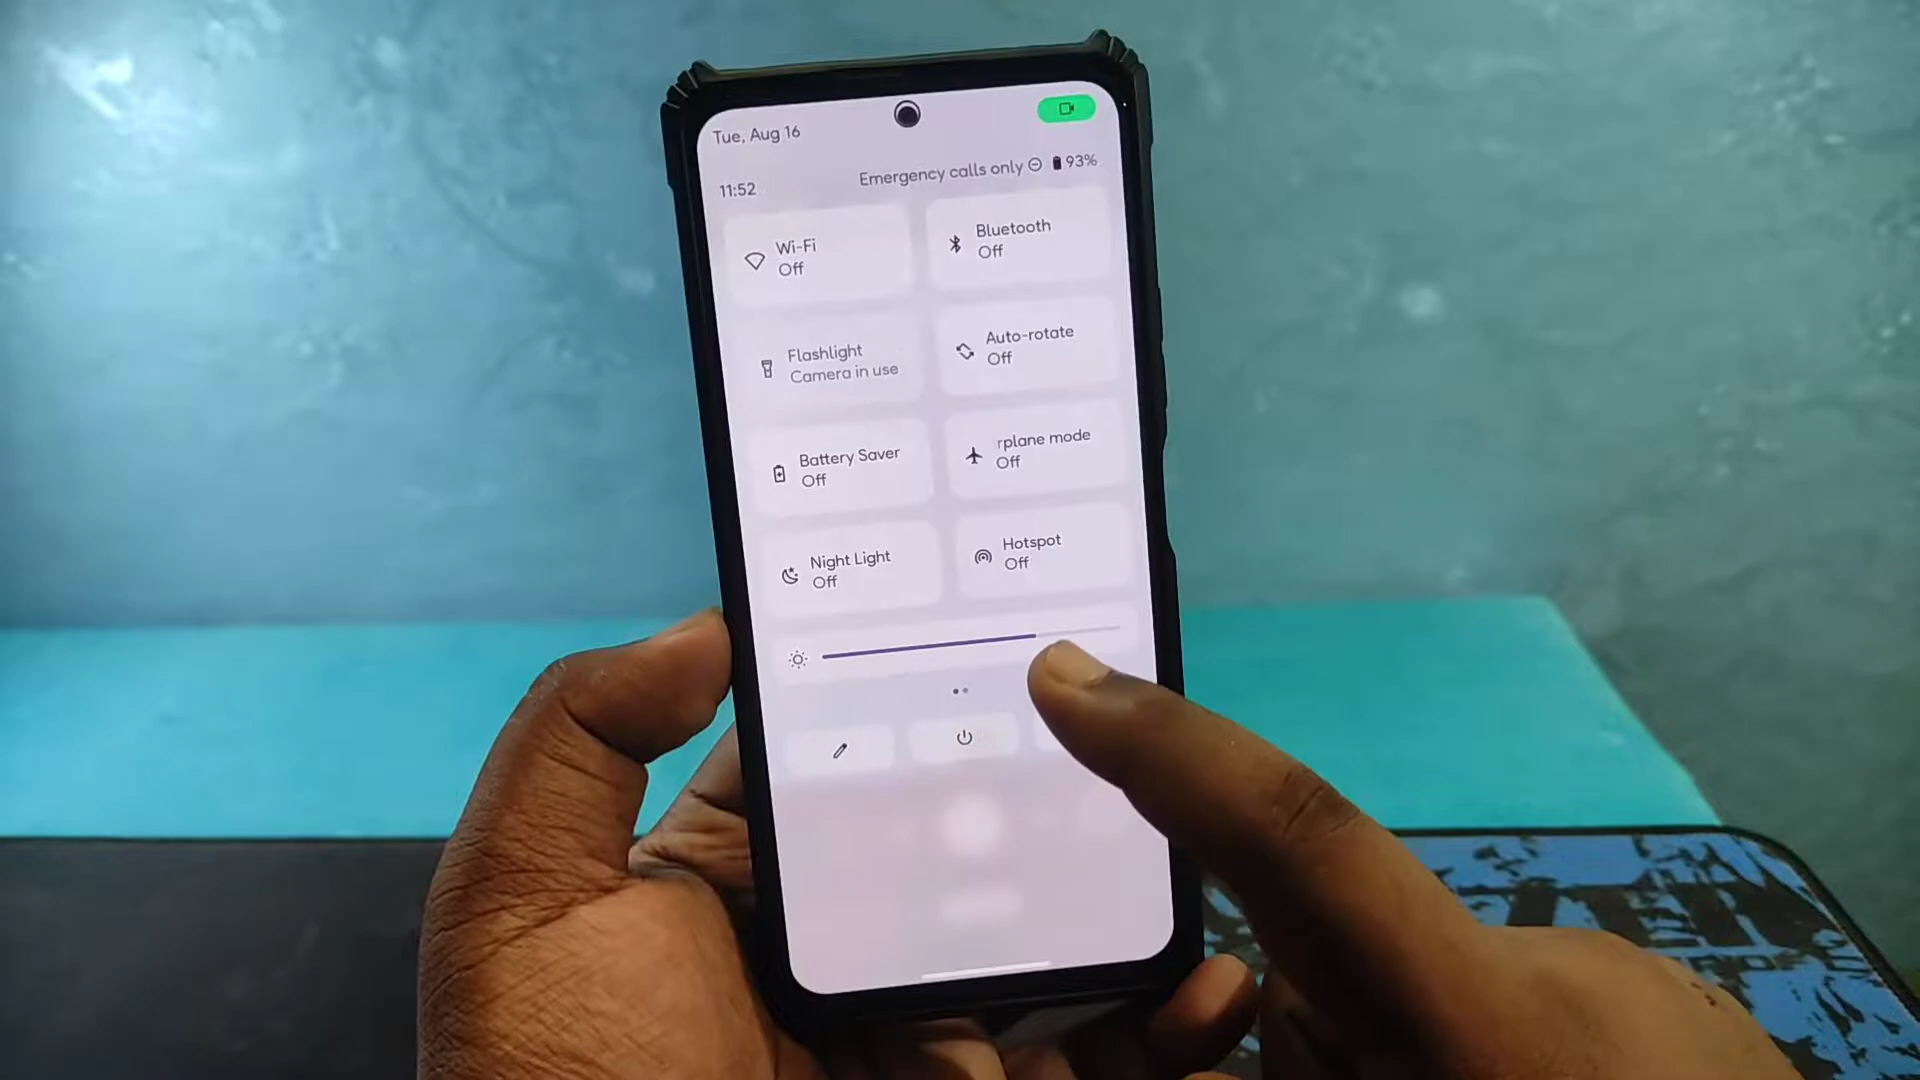 Tue, Aug 16
11:52
Emergency calls only 93%
Wi-Fi
Off
Bluetooth
Off
Flashlight
Camera in use
Auto-rotate
Off
Battery Saver
Off
rplane mode
Off
Night Light
Off
Hotspot
Off